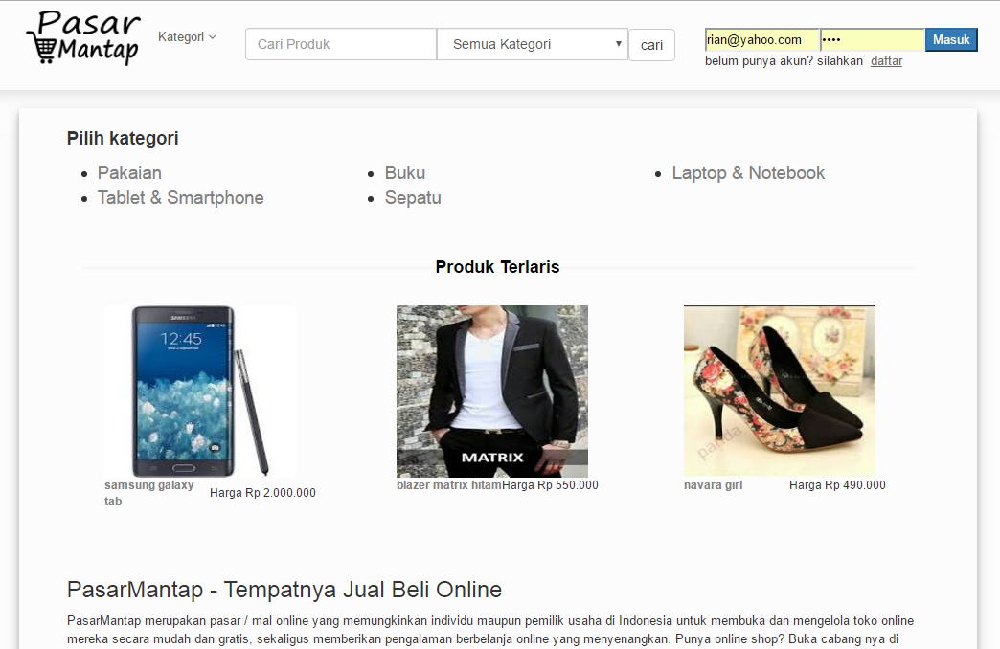 Pasar
Mantap
Kategori
Cari Produk
Semua Kategori
cari
rian@yahoo.com
••••
Masuk
belum punya akun? silahkan daftar
Pilih kategori
Pakaian
Buku
Laptop & Notebook
Tablet & Smartphone
Sepatu
Produk Terlaris
SAMSUNG
12:45
MATRIX
panda
samsung galaxy
tab
Harga Rp 2.000.000
blazer matrix hitam
Harga Rp 550.000
navara girl
Harga Rp 490.000
PasarMantap - Tempatnya Jual Beli Online
PasarMantap merupakan pasar / mal online yang memungkinkan individu maupun pemilik usaha di Indonesia untuk membuka dan mengelola toko online
mereka secara mudah dan gratis, sekaligus memberikan pengalaman berbelanja online yang menyenangkan. Punya online shop? Buka cabang nya di